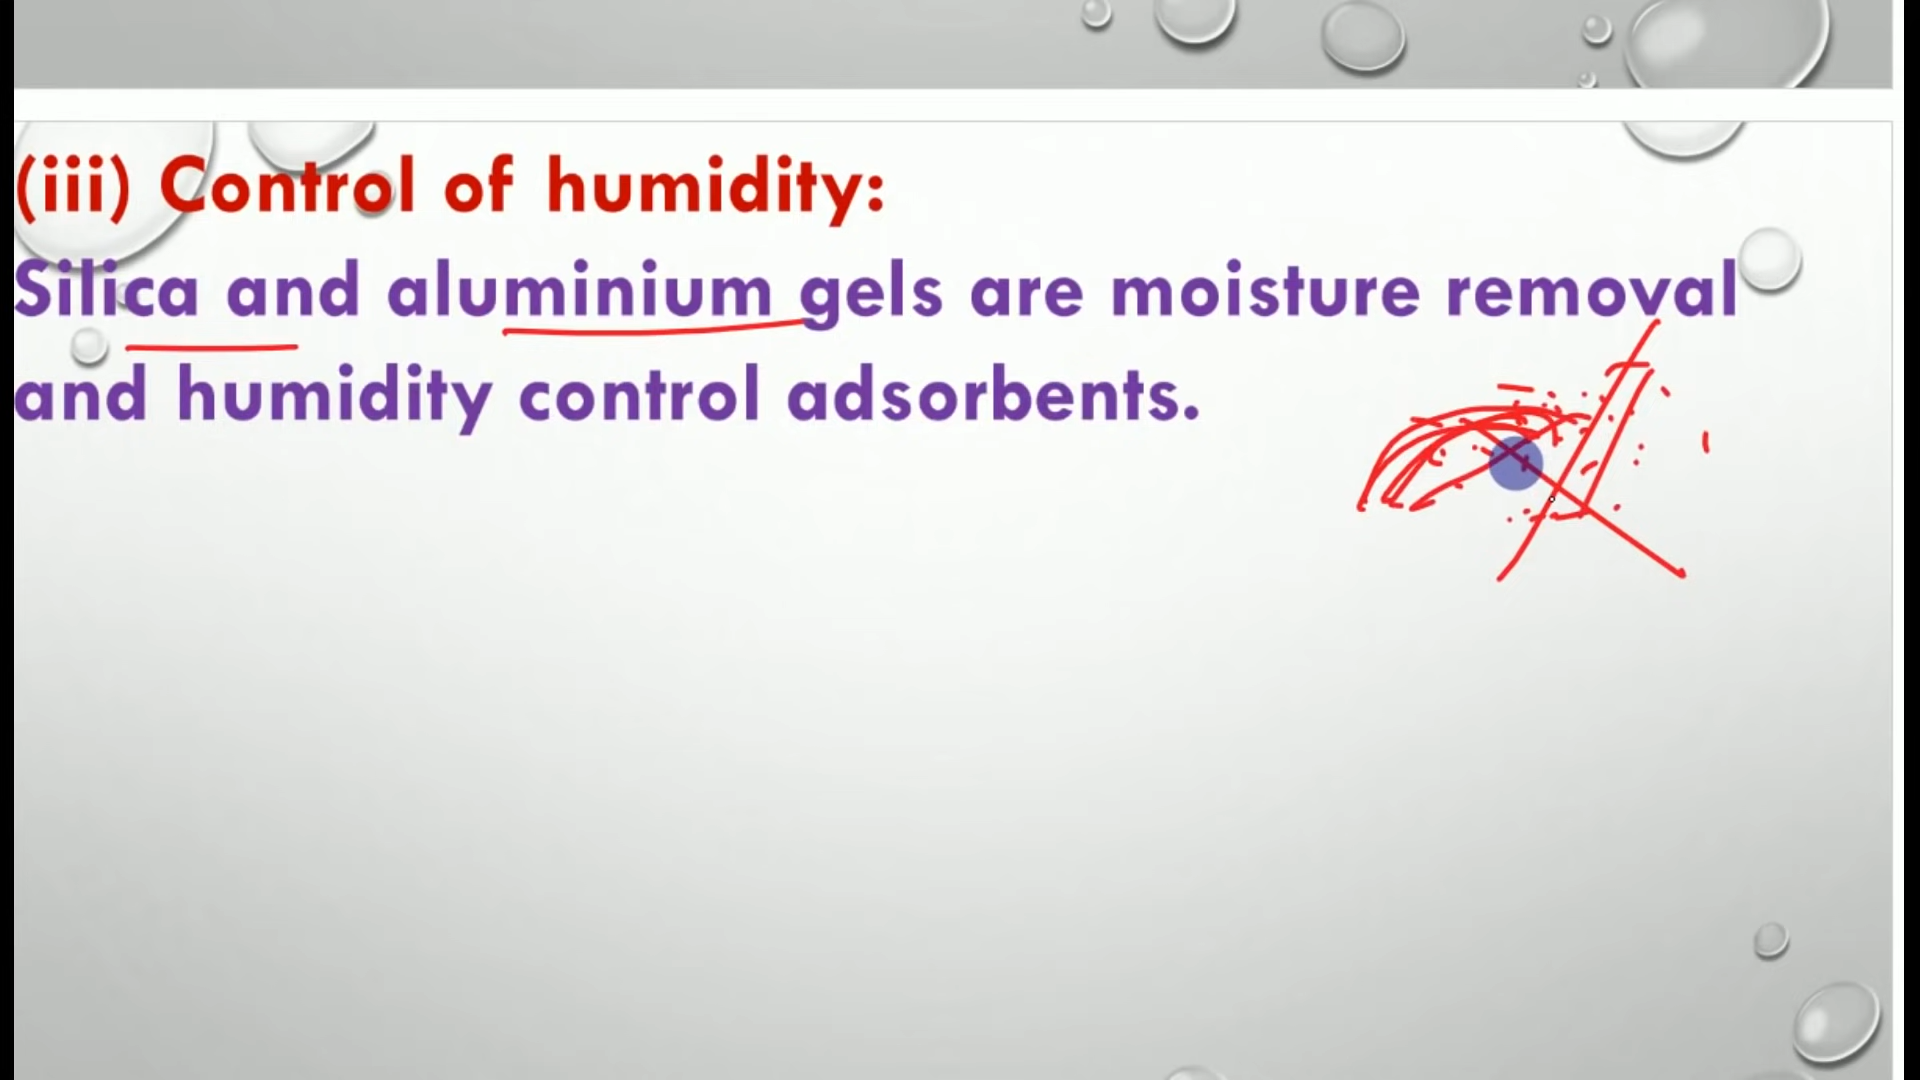 (iii) Control of humidity:
Silica and aluminium gels are moisture removal
and humidity control adsorbents.